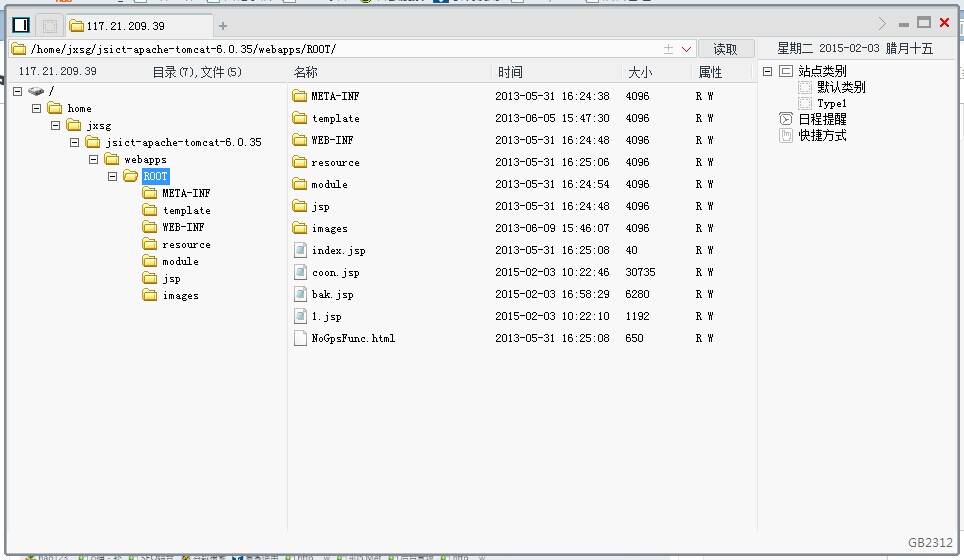 117.21.209.39
/home/jxsg/jsict-apache-tomcat-6.0.35/webapps/ROOT/ 读取 星期二 2015-02-03 腊月十五
117.21.209.39 目录(7),文件(5) 名称 时间 大小 属性
/
home
jxsg
jsict-apache-tomcat-6.0.35
webapps
ROOT
META-INF
template
WEB-INF
resource
module
jsp
images
META-INF 2013-05-31 16:24:38 4096 R W
template 2013-06-05 15:47:30 4096 R W
WEB-INF 2013-05-31 16:24:48 4096 R W
resource 2013-05-31 16:25:06 4096 R W
module 2013-05-31 16:24:54 4096 R W
jsp 2013-05-31 16:24:48 4096 R W
images 2013-06-09 15:46:07 4096 R W
index.jsp 2013-05-31 16:25:08 40 R W
coon.jsp 2015-02-03 10:22:46 30735 R W
bak.jsp 2015-02-03 16:58:29 6280 R W
1.jsp 2015-02-03 10:22:10 1192 R W
NoGpsFunc.html 2013-05-31 16:25:08 650 R W
站点类别
默认类别
Type1
日程提醒
快捷方式
GB2312